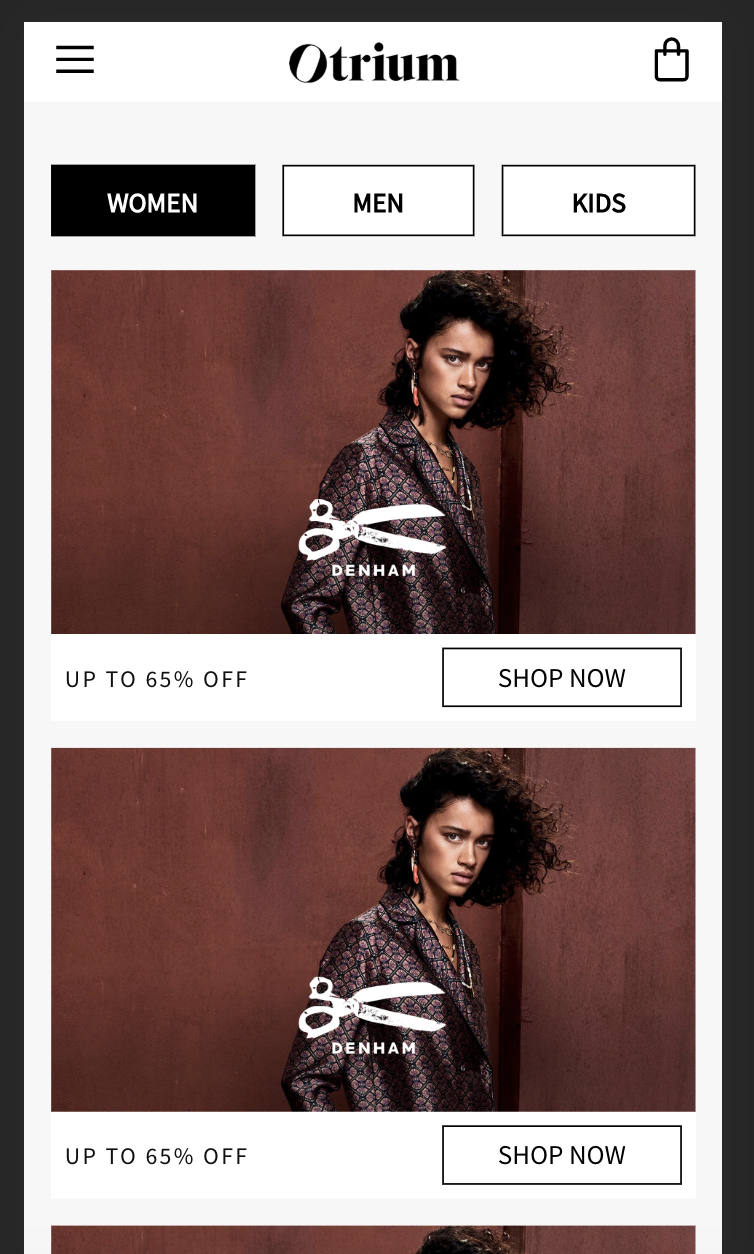 Otrium
WOMEN
MEN
KIDS
DENHAM
UP TO 65% OFF
SHOP NOW
DENHAM
UP TO 65% OFF
SHOP NOW